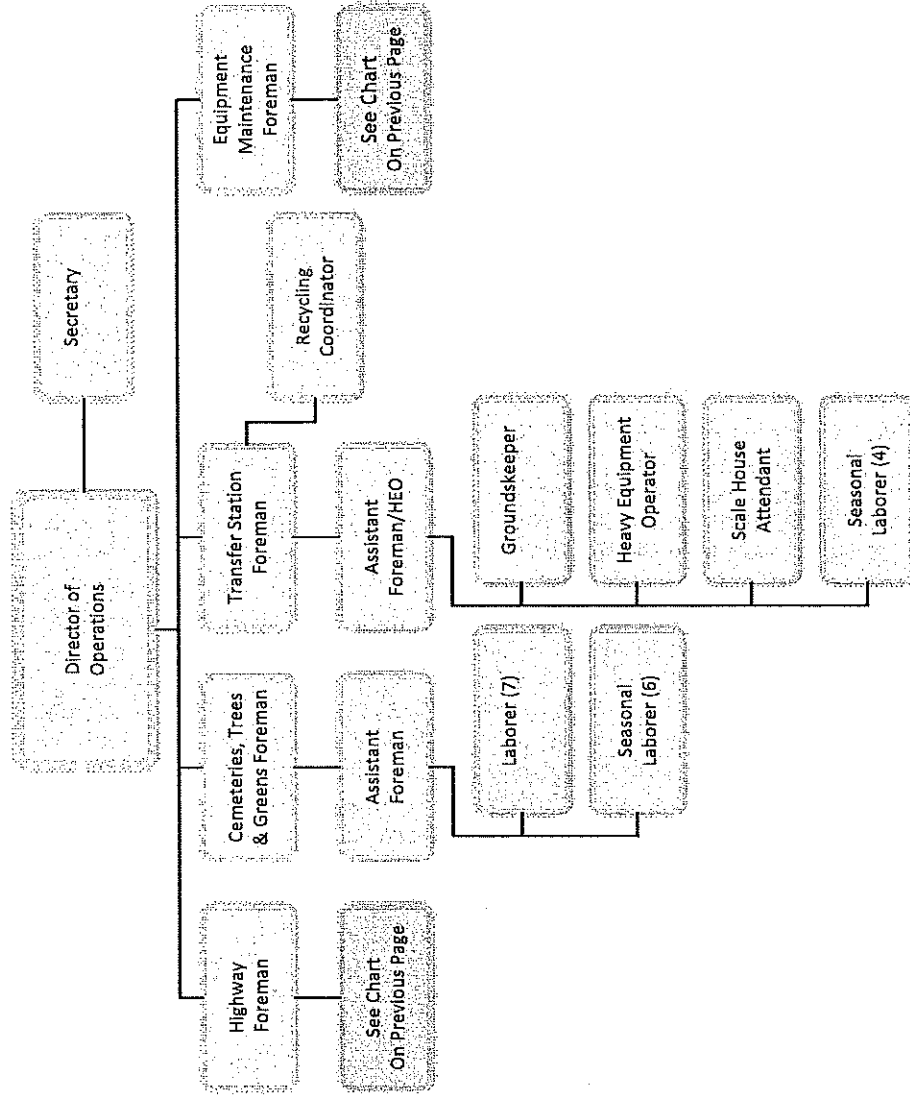 Director of
Operations
Secretary
Highway
Foreman
Cemeteries, Trees
& Greens Foreman
Transfer Station
Foreman
Equipment
Maintenance
Foreman
See Chart
On Previous Page
Assistant
Foreman
Assistant
Foreman/HEO
Recycling
Coordinator
See Chart
On Previous Page
Laborer (7)
Seasonal
Laborer (6)
Groundskeeper
Heavy Equipment
Operator
Scale House
Attendant
Seasonal
Laborer (4)